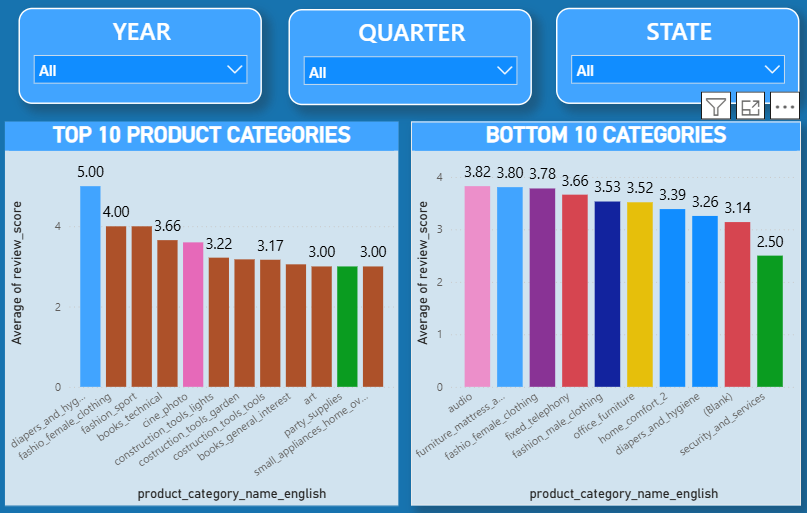 YEAR
All
QUARTER
All
STATE
All
TOP 10 PRODUCT CATEGORIES
Average of review_score
4
2
0
5.00
4.00
3.66
3.22
3.17
3.00
3.00
diapers_and_hyg...
fashio_female_clothing
fashion_sport
books_technical
cine_photo
construction_tools_lights
costruction_tools_garden
costruction_tools_tools
books_general_interest
art
party_supplies
small_appliances_home_ov...
product_category_name_english
BOTTOM 10 CATEGORIES
Average of review_score
4
3
2
1
0
3.82
3.80
3.78
3.66
3.53
3.52
3.39
3.26
3.14
2.50
audio
furniture_mattress_a...
fashio_female_clothing
fixed_telephony
fashion_male_clothing
office_furniture
home_comfort_2
diapers_and_hygiene
(Blank)
security_and_services
product_category_name_english